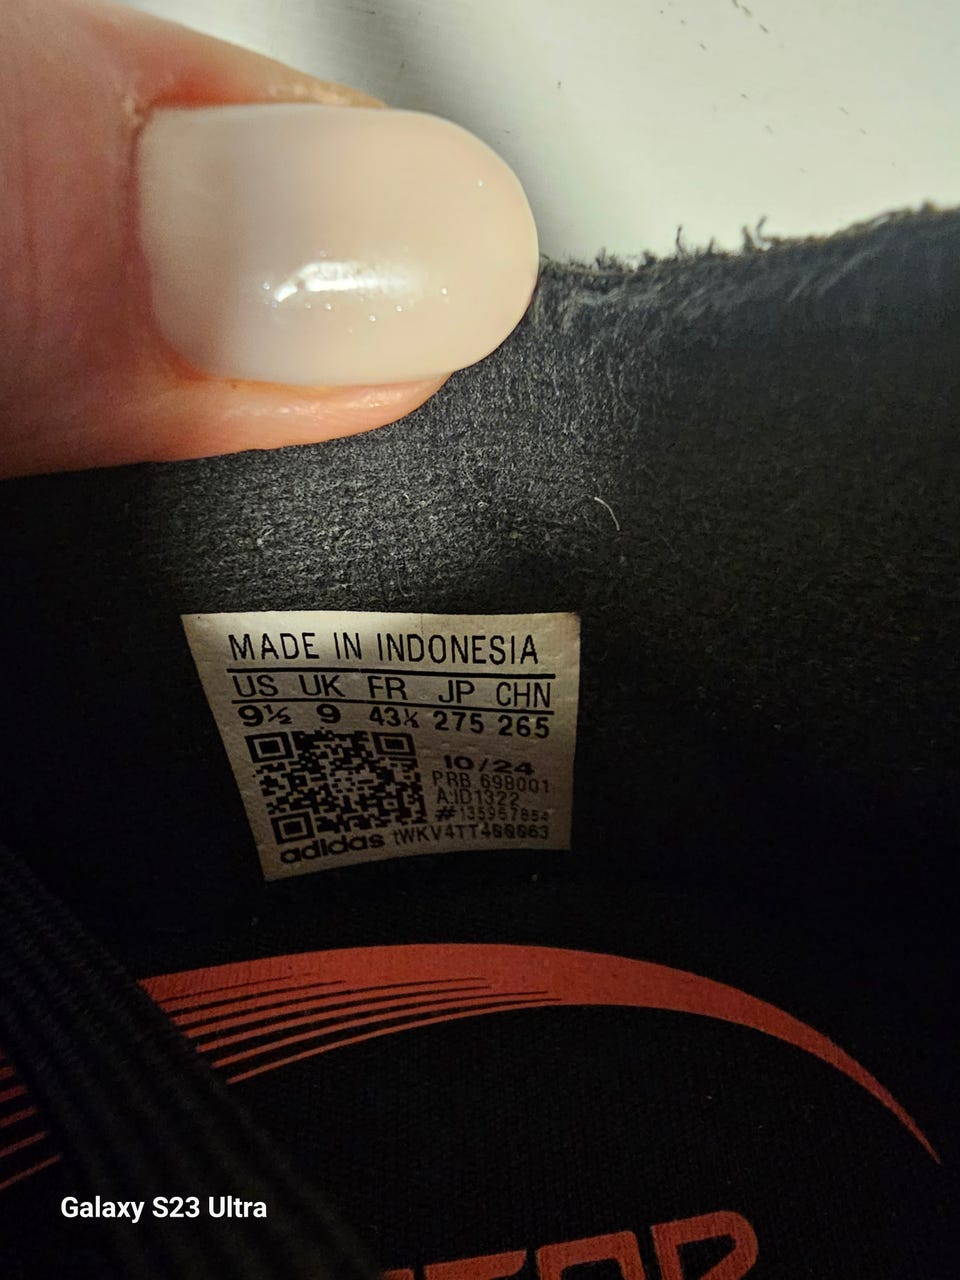 MADE IN INDONESIA
US UK FR JP CHN
9½ 9 43⅓ 275 265
10/24
PRB 698001
A.ID1322
#135957854
adidas
Galaxy S23 Ultra